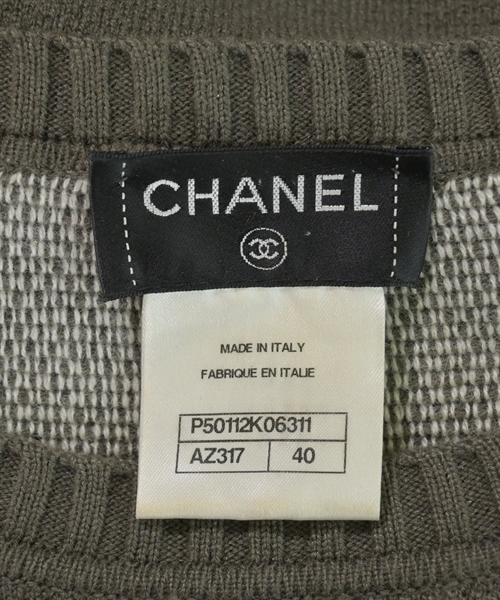 CHANEL
MADE IN ITALY
FABRIQUE EN ITALIE
P50112K06311
AZ317 40